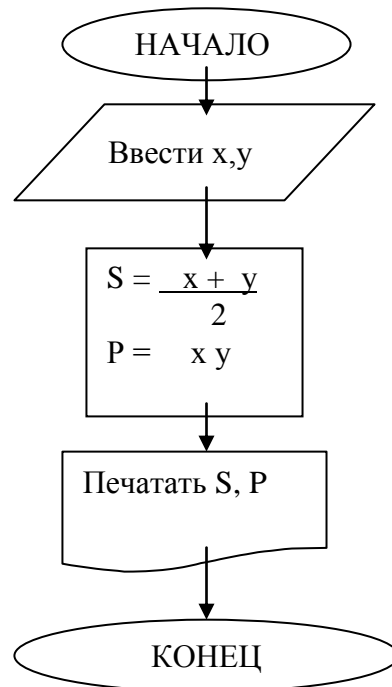 НАЧАЛО
Ввести x,y
S = x + y
2
P = x y
Печатать S, P
КОНЕЦ